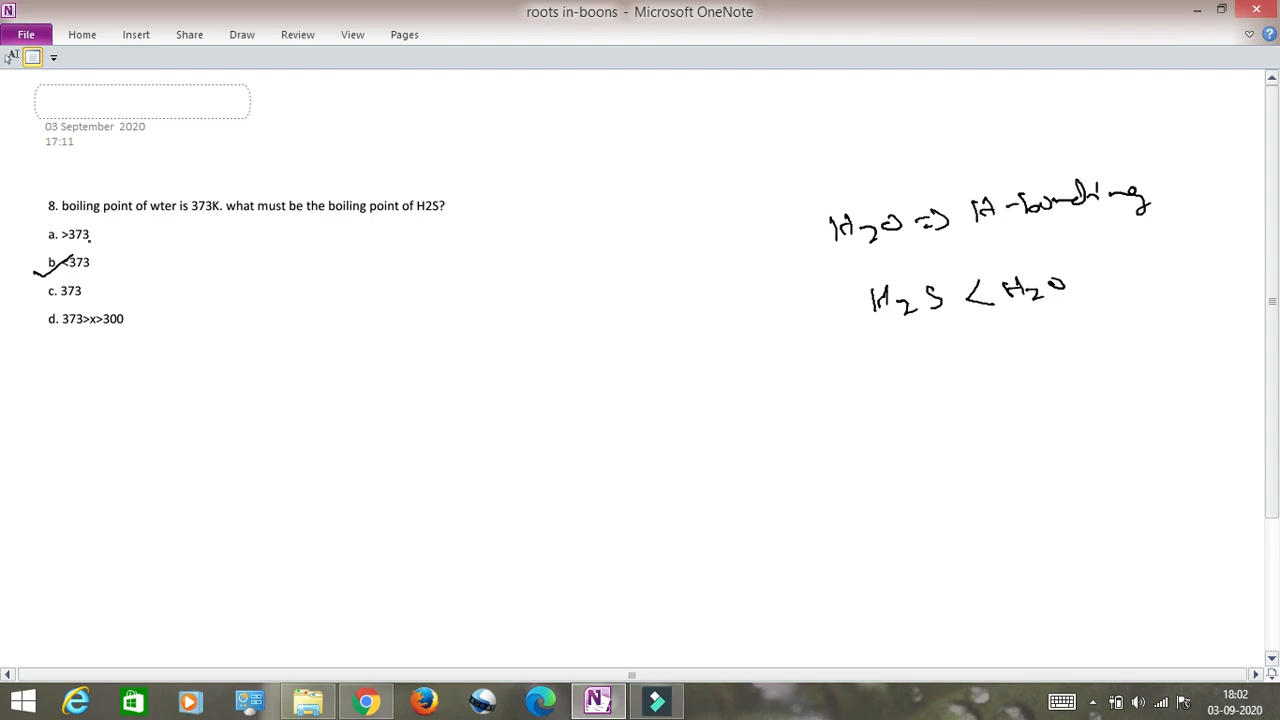 roots in-boons - Microsoft OneNote
File Home Insert Share Draw Review View Pages
03 September 2020
17:11
8. boiling point of wter is 373K. what must be the boiling point of H2S?
a. >373
b. <373
c. 373
d. 373>x>300
H2O => H-bonding
H2S < H2O
18:02
03-09-2020